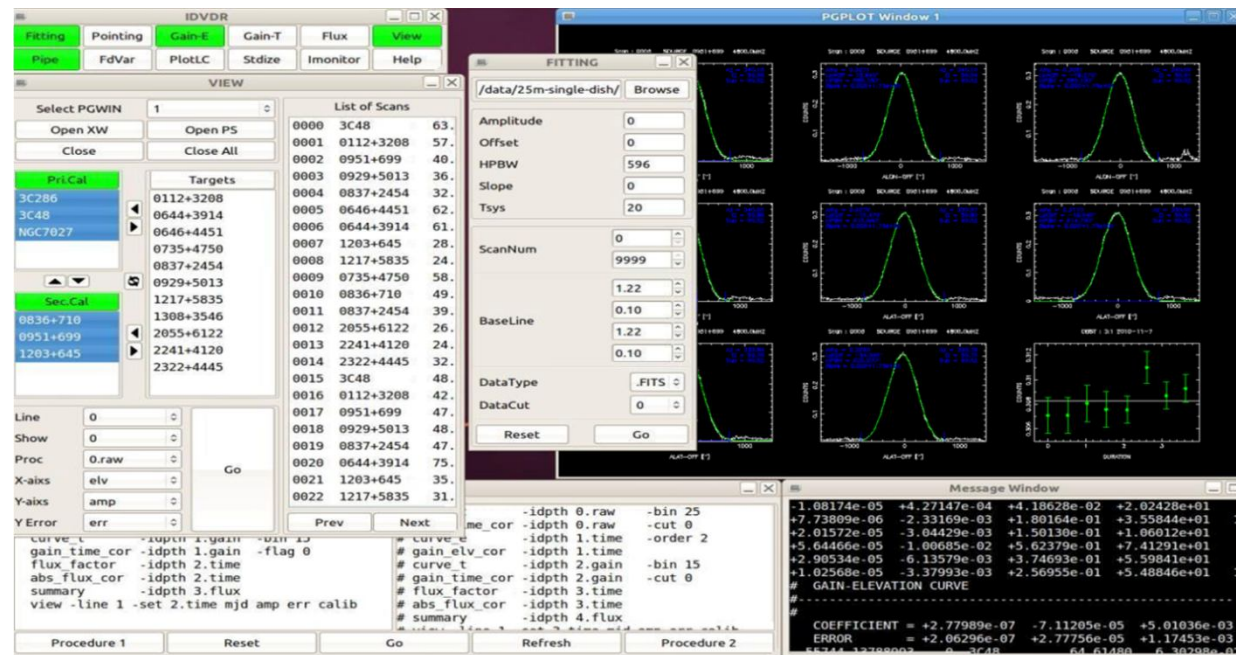 IDVDR
Fitting Pointing Gain-E Gain-T Flux View
Pipe FdVar PlotLC Stdize Imonitor Help
VIEW
Select PGWIN 1
Open XW Open PS
Close Close All
Pri.Cal Targets
3C286
3C48
NGC7027
0112+3208
0644+3914
0646+4451
0735+4750
0837+2454
0929+5013
1217+5835
1308+3546
2055+6122
2241+4120
2322+4445
Sec.Cal
0836+710
0951+699
1203+645
Line 0
Show 0
Proc 0.raw
X-aixs elv
Y-aixs amp
Y Error err
Go
List of Scans
0000 3C48 63.
0001 0112+3208 57.
0002 0951+699 40.
0003 0929+5013 36.
0004 0837+2454 32.
0005 0646+4451 62.
0006 0644+3914 61.
0007 1203+645 28.
0008 1217+5835 24.
0009 0735+4750 58.
0010 0836+710 49.
0011 0837+2454 39.
0012 2055+6122 26.
0013 2241+4120 24.
0014 2322+4445 32.
0015 3C48 48.
0016 0112+3208 42.
0017 0951+699 47.
0018 0929+5013 48.
0019 0837+2454 47.
0020 0644+3914 75.
0021 1203+645 35.
0022 1217+5835 31.
Prev Next
FITTING
/data/25m-single-dish/ Browse
Amplitude 0
Offset 0
HPBW 596
Slope 0
Tsys 20
ScanNum 0
9999
BaseLine 1.22
0.10
1.22
0.10
DataType .FITS
DataCut 0
Reset Go
PGPLOT Window 1
COUNTS
-1000 0 1000
ALAT-OFF ["]
DURATION
gain_time_cor -idpth 1.gain -flag 0
flux_factor -idpth 2.time
abs_flux_cor -idpth 2.time
summary -idpth 3.flux
view -line 1 -set 2.time mjd amp err calib
-idpth 0.raw -bin 25
me_cor -idpth 0.raw -cut 0
# curve_e -idpth 1.time -order 2
# gain_elv_cor -idpth 1.time
# curve_t -idpth 2.gain -bin 15
# gain_time_cor -idpth 2.gain -cut 0
# flux_factor -idpth 3.time
# abs_flux_cor -idpth 3.time
# summary -idpth 4.flux
Procedure 1 Reset Go Refresh Procedure 2
Message Window
-1.08174e-05 +4.27147e-04 +4.18628e-02 +2.02428e+01
+7.73809e-06 -2.33169e-03 +1.80164e-01 +3.55844e+01
+2.01572e-05 -3.04429e-03 +1.50130e-01 +1.06012e+01
+5.64466e-05 -1.00685e-02 +5.62379e-01 +7.41291e+01
+2.90534e-05 -6.13579e-03 +3.74693e-01 +5.59841e+01
+1.02568e-05 -3.37993e-03 +2.56955e-01 +5.48846e+01
# GAIN-ELEVATION CURVE
#
#
COEFFICIENT = +2.77989e-07 -7.11205e-05 +5.01036e-03
ERROR = +2.06296e-07 +2.77756e-05 +1.17453e-03